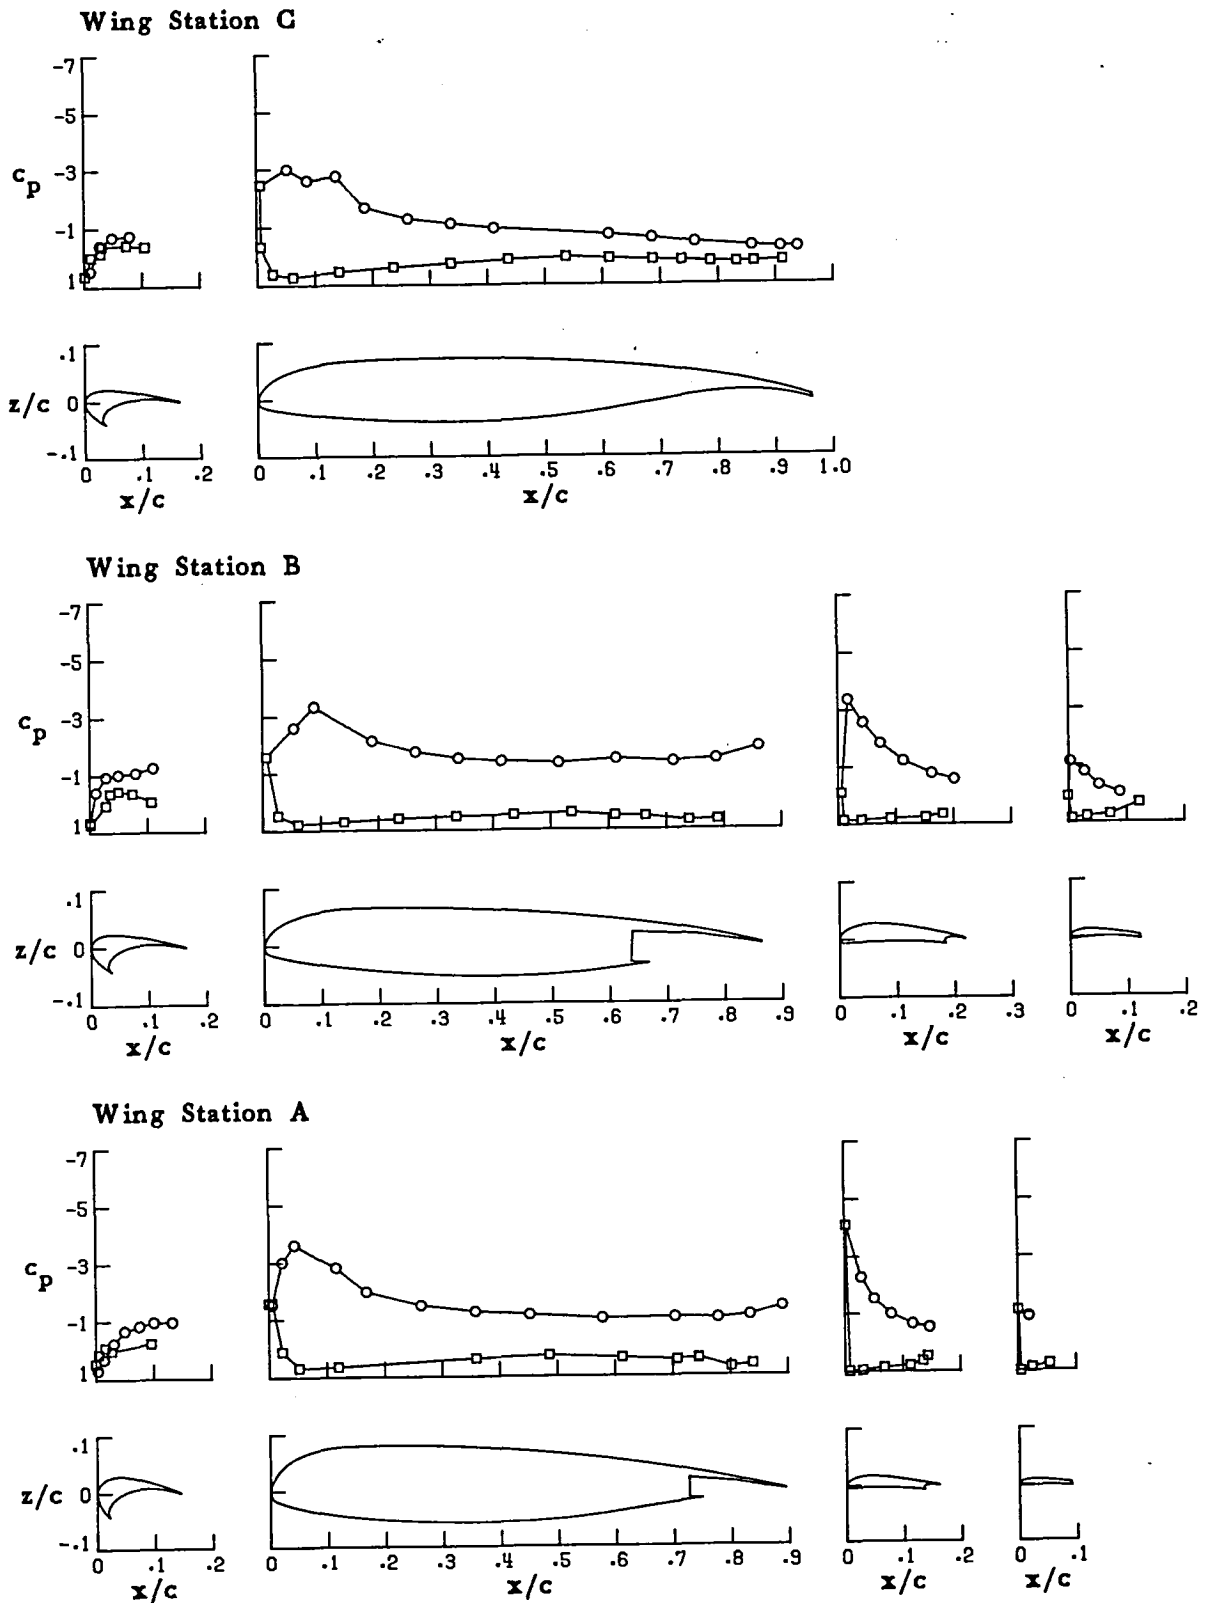 Wing Station C
-7
-5
-3
-1
1
c_p
.1
0
-.1
z/c
0 .1 .2
x/c
0 .1 .2 .3 .4 .5 .6 .7 .8 .9 1.0
x/c
Wing Station B
-7
-5
-3
-1
1
c_p
.1
0
-.1
z/c
0 .1 .2
x/c
0 .1 .2 .3 .4 .5 .6 .7 .8 .9
x/c
0 .1 .2 .3
x/c
0 .1 .2
x/c
Wing Station A
-7
-5
-3
-1
1
c_p
.1
0
-.1
z/c
0 .1 .2
x/c
0 .1 .2 .3 .4 .5 .6 .7 .8 .9
x/c
0 .1 .2
x/c
0 .1
x/c